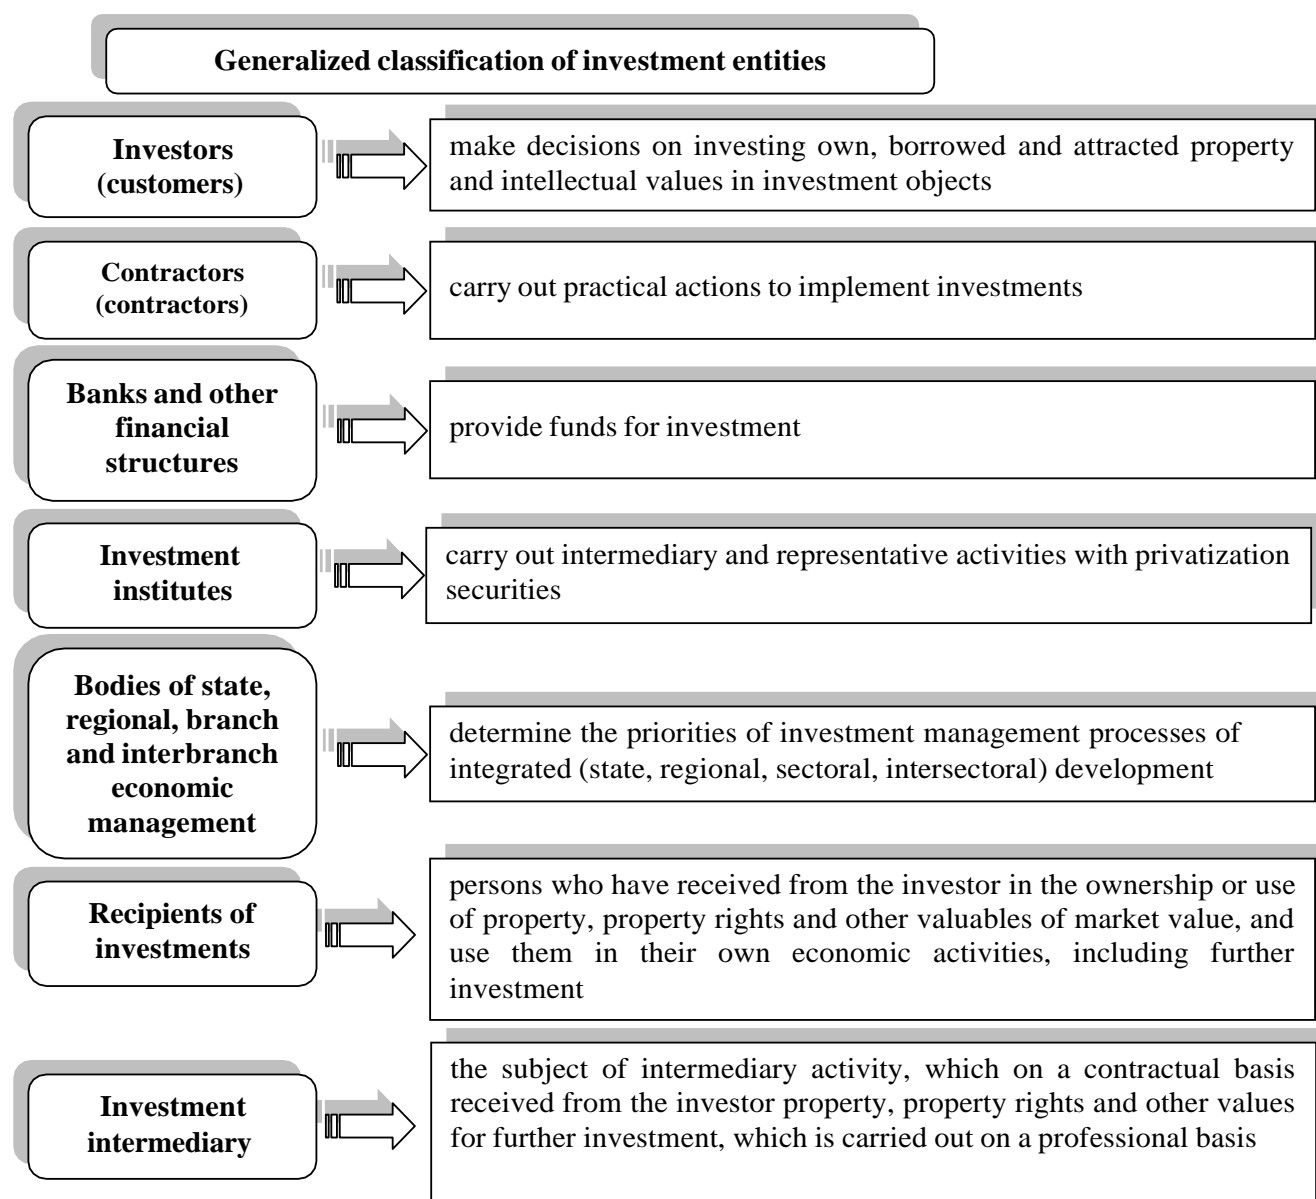 Generalized classification of investment entities
Investors
(customers)
make decisions on investing own, borrowed and attracted property
and intellectual values in investment objects
Contractors
(contractors)
carry out practical actions to implement investments
Banks and other
financial
structures
provide funds for investment
Investment
institutes
carry out intermediary and representative activities with privatization
securities
Bodies of state,
regional, branch
and interbranch
economic
management
determine the priorities of investment management processes of
integrated (state, regional, sectoral, intersectoral) development
Recipients of
investments
persons who have received from the investor in the ownership or use
of property, property rights and other valuables of market value, and
use them in their own economic activities, including further
investment
Investment
intermediary
the subject of intermediary activity, which on a contractual basis
received from the investor property, property rights and other values
for further investment, which is carried out on a professional basis